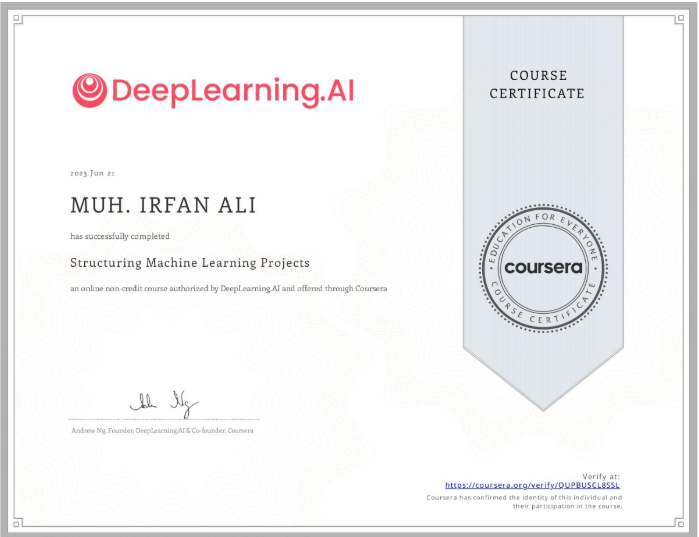 DeepLearning.AI
COURSE
CERTIFICATE
2023 Jun 21
MUH. IRFAN ALI
has successfully completed
Structuring Machine Learning Projects
an online non-credit course authorized by DeepLearning.AI and offered through Coursera
EDUCATION FOR EVERYONE
coursera
COURSE CERTIFICATE
Andrew Ng, Founder, DeepLearning.AI & Co-founder, Coursera
Verify at:
https://coursera.org/verify/QUPBUSCL8SSL
Coursera has confirmed the identity of this individual and
their participation in the course.